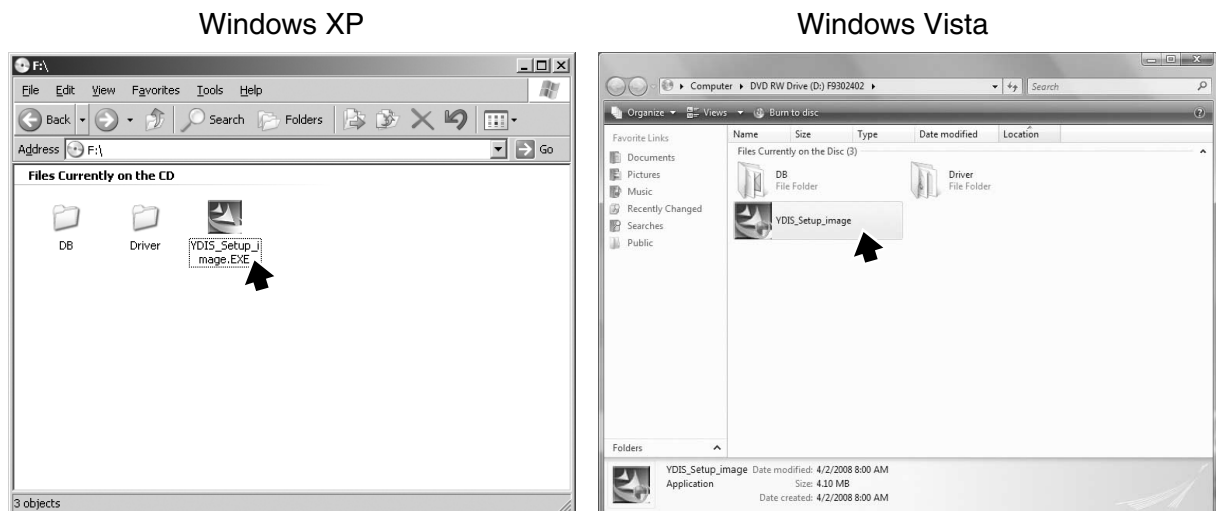 Windows XP
Windows Vista
F:\
File Edit View Favorites Tools Help
Back Search Folders
Address F:\ Go
Files Currently on the CD
DB Driver YDIS_Setup_i
mage.EXE
3 objects
Computer DVD RW Drive (D:) F9302402 Search
Organize Views Burn to disc
Favorite Links
Documents
Pictures
Music
Recently Changed
Searches
Public
Folders
Name Size Type Date modified Location
Files Currently on the Disc (3)
DB
File Folder
Driver
File Folder
YDIS_Setup_image
YDIS_Setup_image Date modified: 4/2/2008 8:00 AM
Application Size: 4.10 MB
Date created: 4/2/2008 8:00 AM